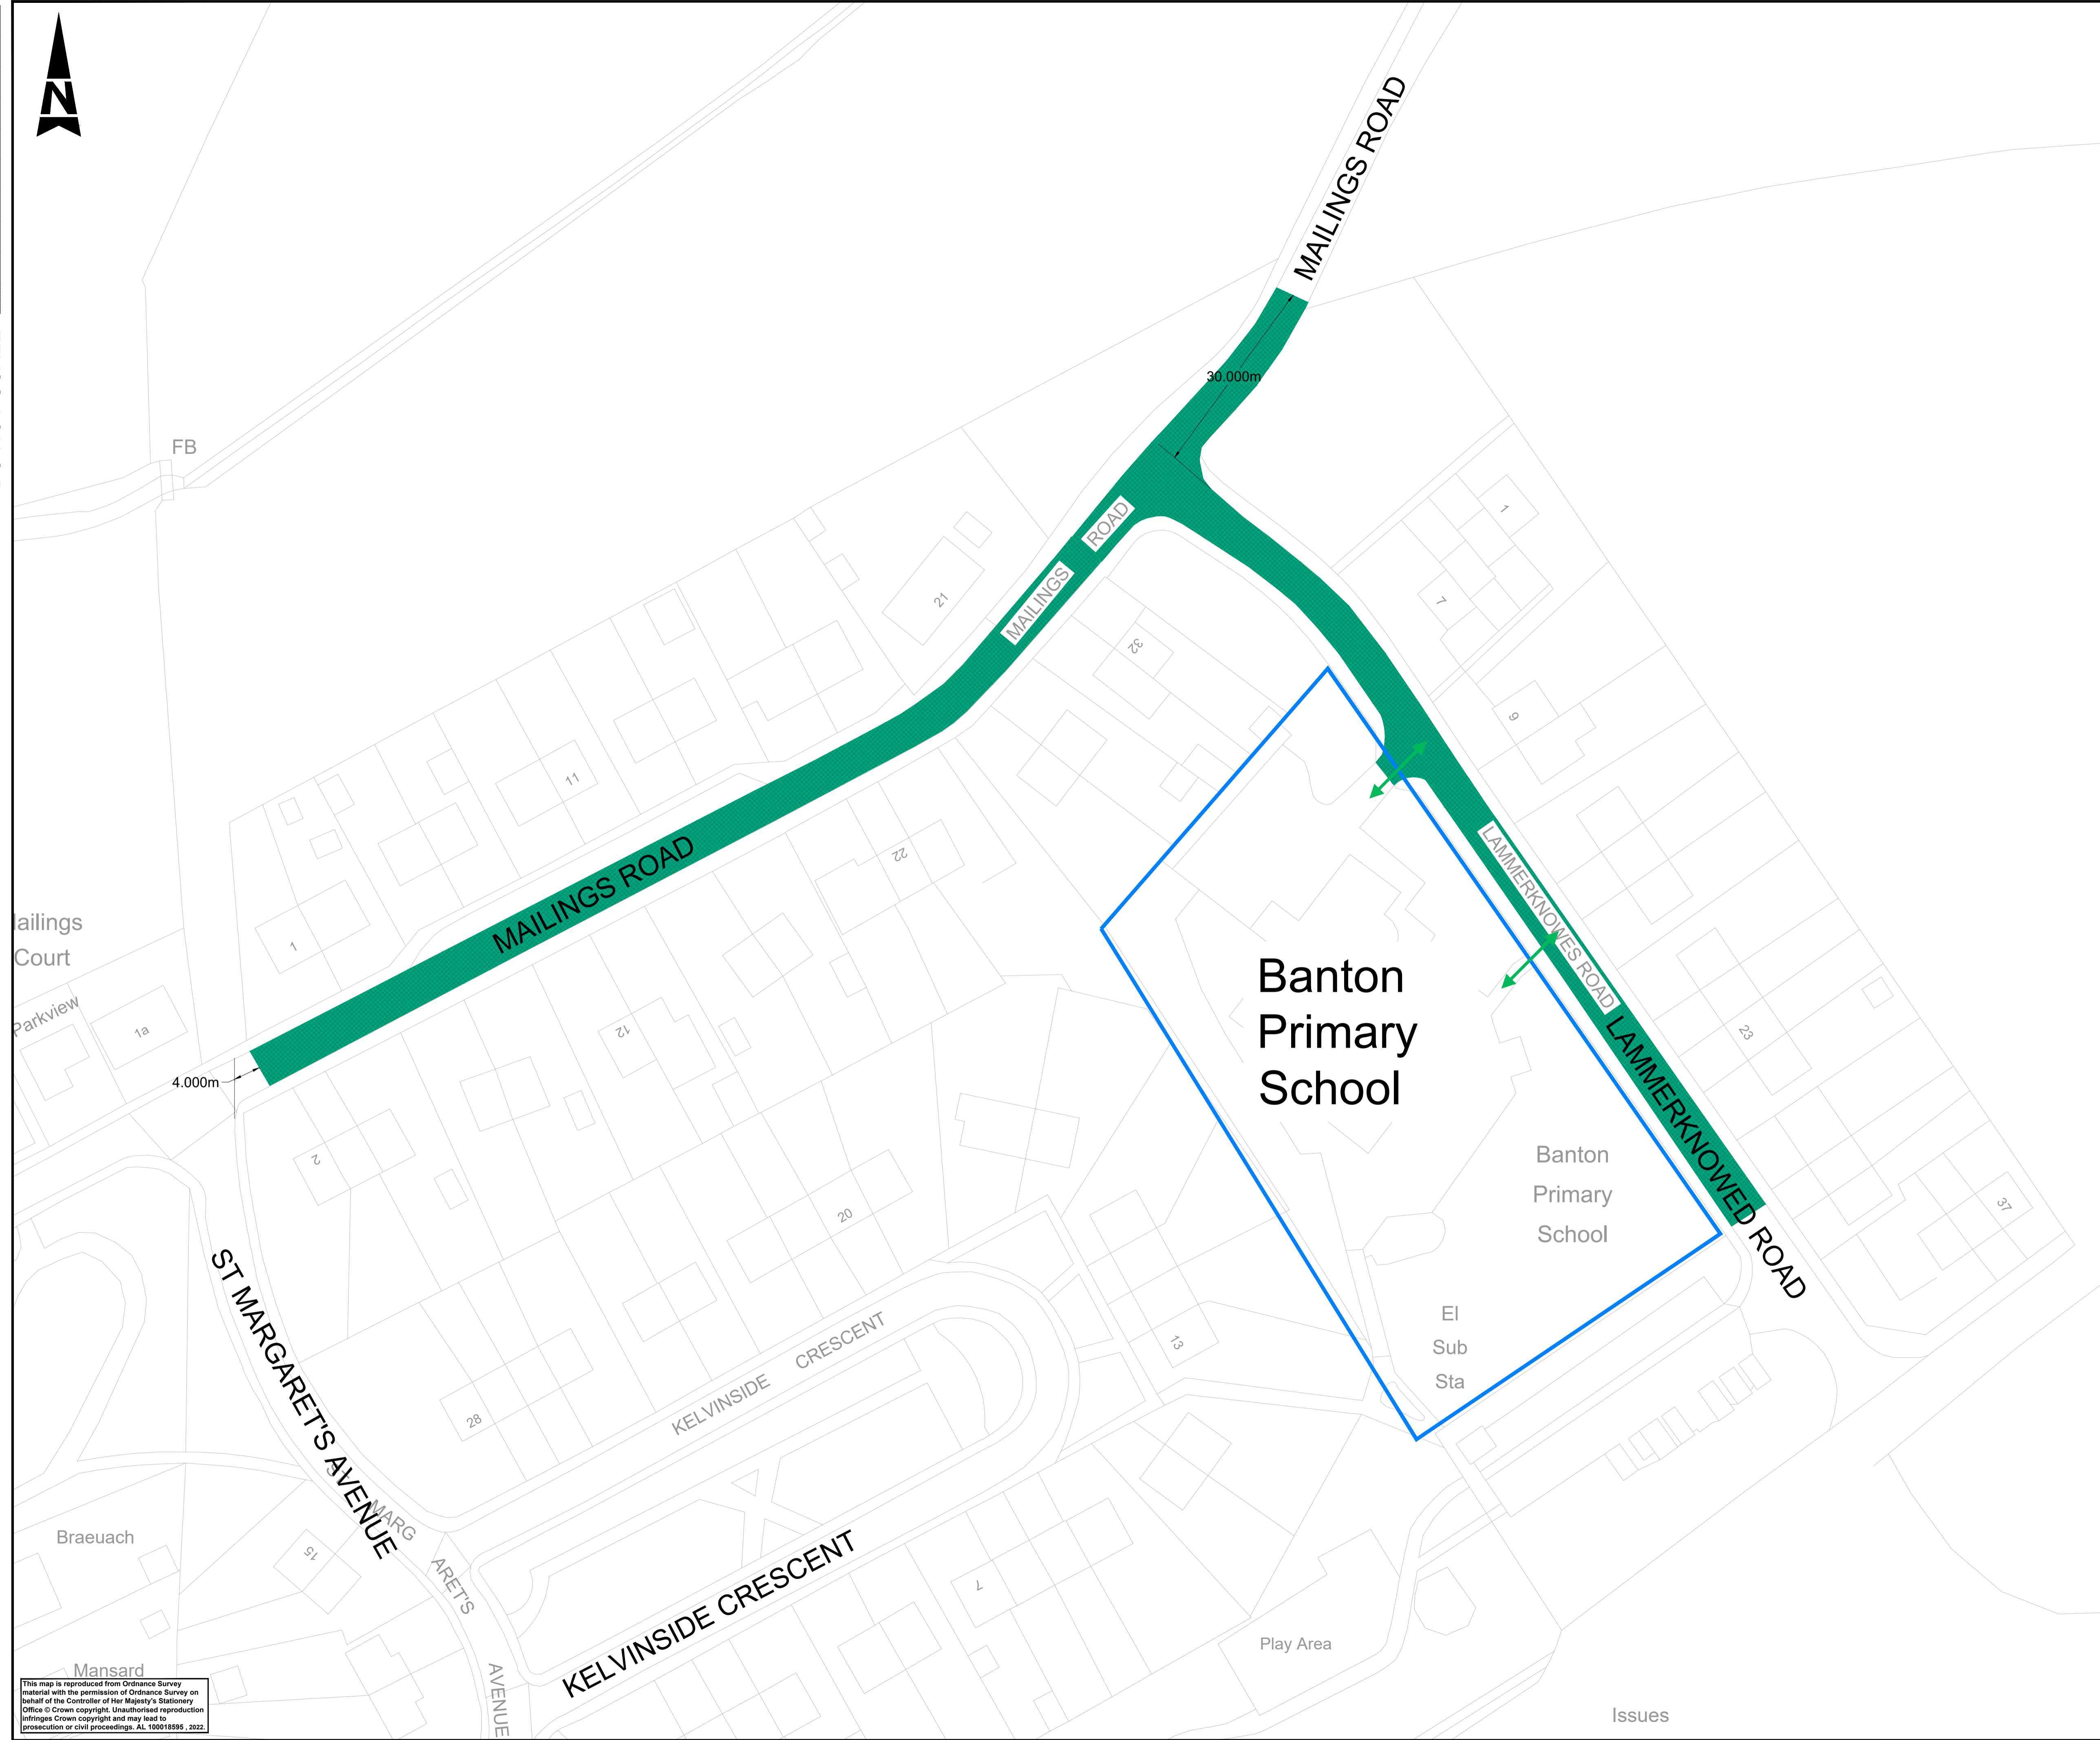 N
MAILINGS ROAD
30.000m
FB
MAILINGS ROAD
1
7
21
32
9
11
22
MAILINGS ROAD
1
LAMMERKNOWES ROAD
ailings
Court
Parkview
1a
4.000m
12
Banton
Primary
School
23
LAMMERKNOWED ROAD
2
Banton
Primary
School
20
37
ST MARGARET'S AVENUE
El
Sub
Sta
13
KELVINSIDE CRESCENT
28
MARG
ARET'S
AVENUE
Braeuach
15
KELVINSIDE CRESCENT
7
Play Area
Mansard
Issues
This map is reproduced from Ordnance Survey
material with the permission of Ordnance Survey on
behalf of the Controller of Her Majesty's Stationery
Office © Crown copyright. Unauthorised reproduction
infringes Crown copyright and may lead to
prosecution or civil proceedings. AL 100018595 , 2022.